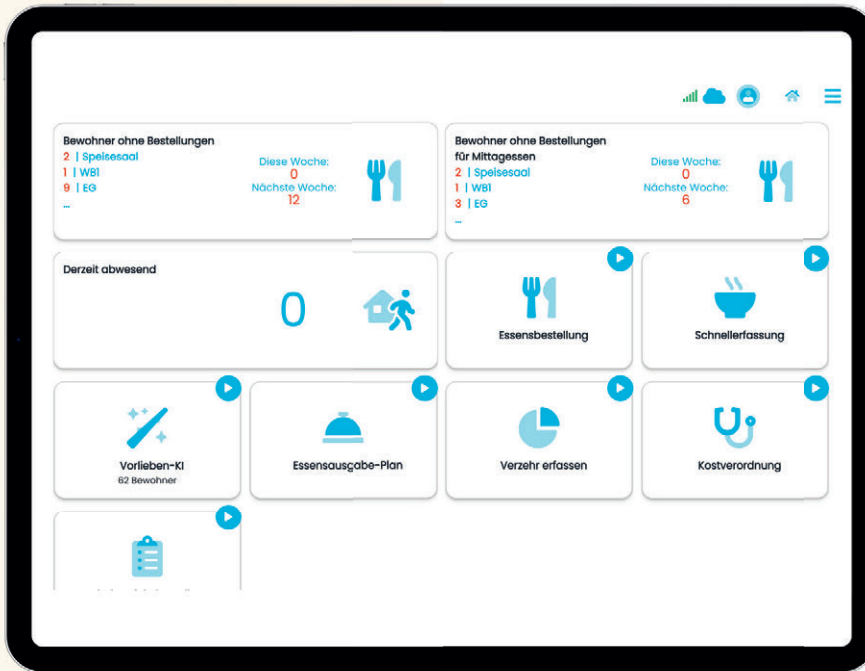 Bewohner ohne Bestellungen
2 | Speisesaal
1 | WB1
9 | EG
...
Diese Woche:
0
Nächste Woche:
12
Bewohner ohne Bestellungen
für Mittagessen
2 | Speisesaal
1 | WB1
3 | EG
...
Diese Woche:
0
Nächste Woche:
6
Derzeit abwesend
0
Essensbestellung
Schnellerfassung
Vorlieben-KI
62 Bewohner
Essensausgabe-Plan
Verzehr erfassen
Kostverordnung